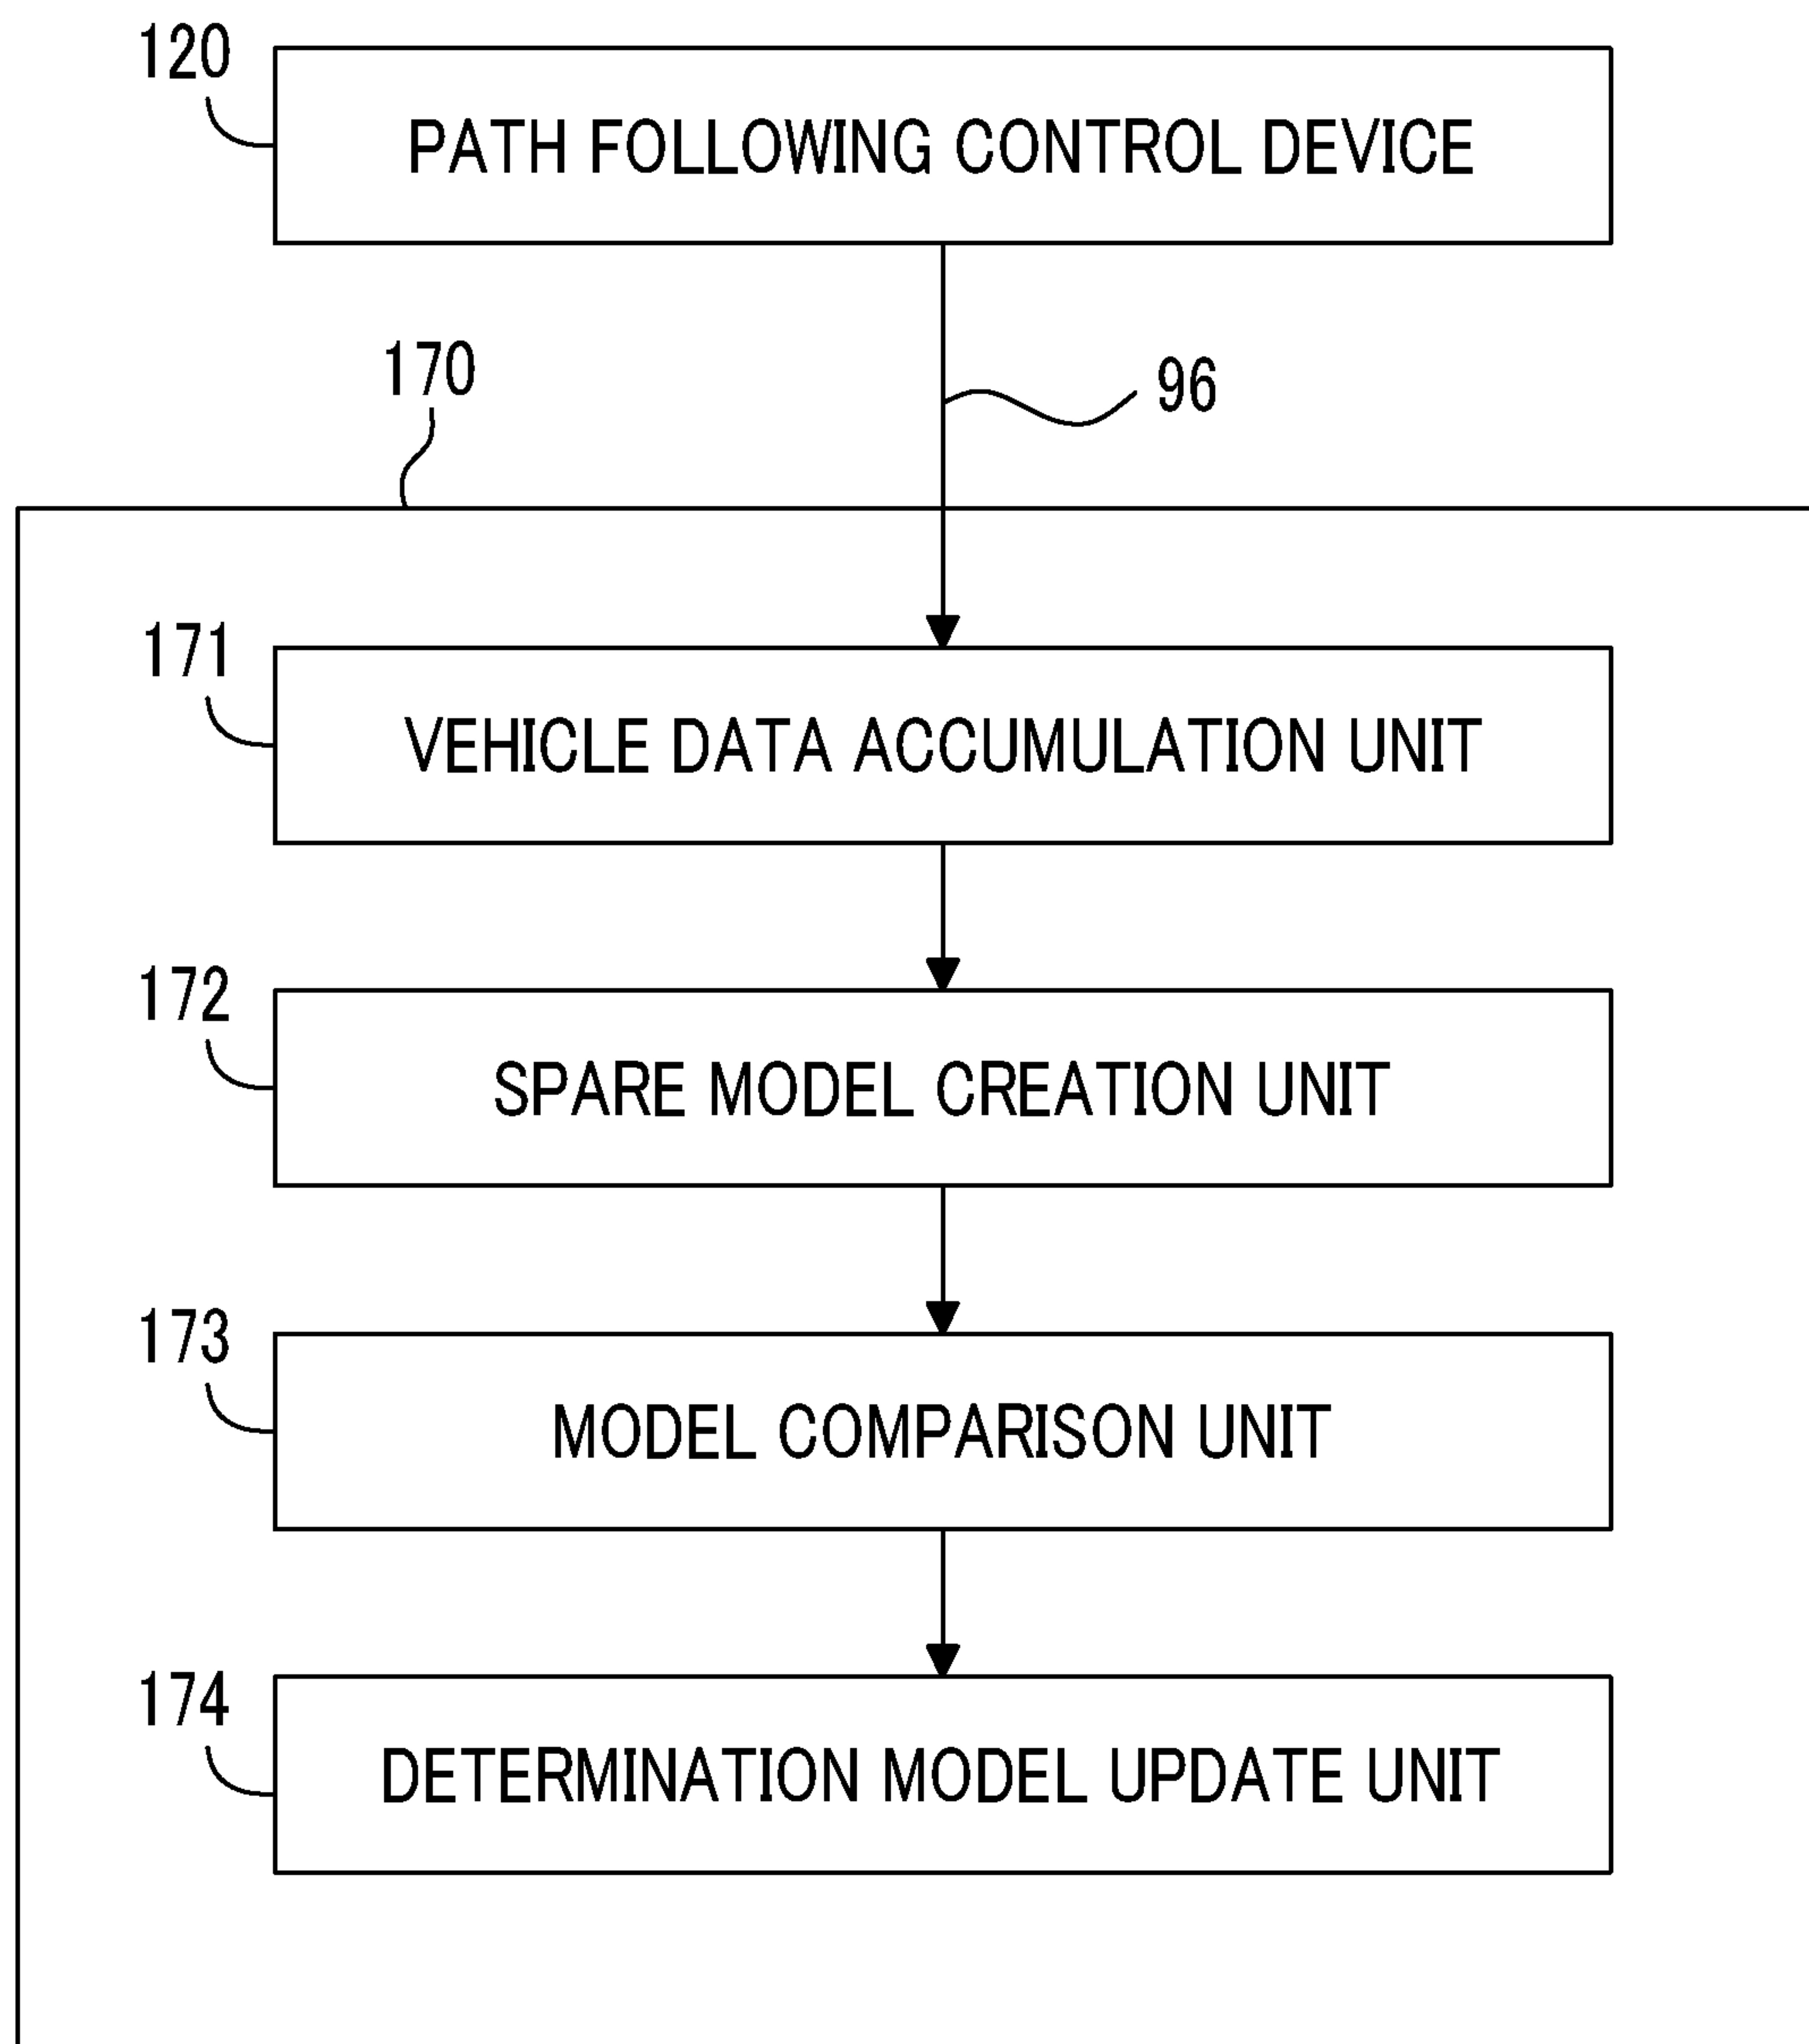 120
PATH FOLLOWING CONTROL DEVICE
170
96
171
VEHICLE DATA ACCUMULATION UNIT
172
SPARE MODEL CREATION UNIT
173
MODEL COMPARISON UNIT
174
DETERMINATION MODEL UPDATE UNIT